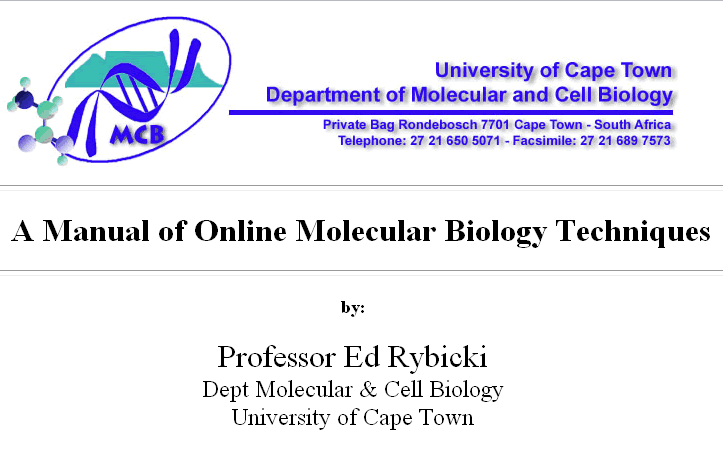 MCB
University of Cape Town
Department of Molecular and Cell Biology
Private Bag Rondebosch 7701 Cape Town - South Africa
Telephone: 27 21 650 5071 - Facsimile: 27 21 689 7573
A Manual of Online Molecular Biology Techniques
by:
Professor Ed Rybicki
Dept Molecular & Cell Biology
University of Cape Town